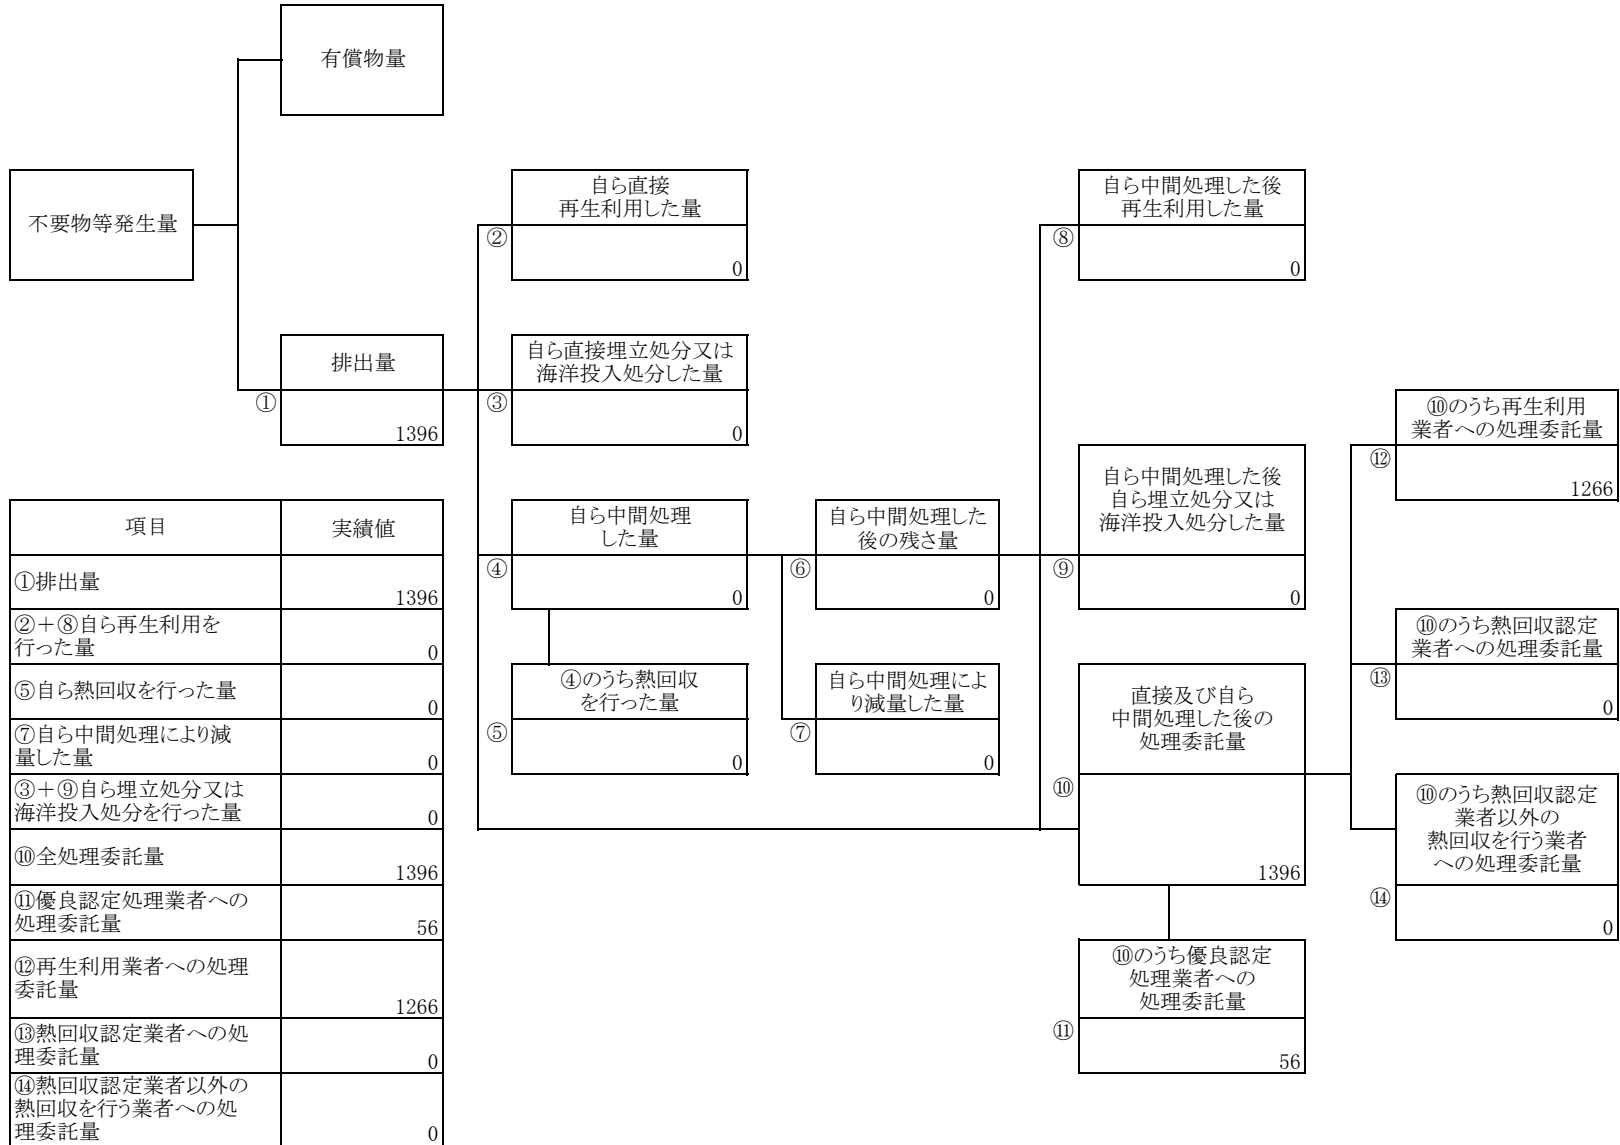 有償物量
不要物等発生量
排出量
①
1396
自ら直接
再生利用した量
②
0
自ら直接埋立処分又は
海洋投入処分した量
③
0
自ら中間処理
した量
④
0
④のうち熱回収
を行った量
⑤
0
自ら中間処理した
後の残さ量
⑥
0
自ら中間処理によ
り減量した量
⑦
0
自ら中間処理した後
再生利用した量
⑧
0
自ら中間処理した後
自ら埋立処分又は
海洋投入処分した量
⑨
0
直接及び自ら
中間処理した後の
処理委託量
⑩
1396
⑩のうち優良認定
処理業者への
処理委託量
⑪
56
⑩のうち再生利用
業者への処理委託量
⑫
1266
⑩のうち熱回収認定
業者への処理委託量
⑬
0
⑩のうち熱回収認定
業者以外の
熱回収を行う業者
への処理委託量
⑭
0
項目 実績値
①排出量 1396
②+⑧自ら再生利用を
行った量 0
⑤自ら熱回収を行った量 0
⑦自ら中間処理により減
量した量 0
③+⑨自ら埋立処分又は
海洋投入処分を行った量 0
⑩全処理委託量 1396
⑪優良認定処理業者への
処理委託量 56
⑫再生利用業者への処理
委託量 1266
⑬熱回収認定業者への処
理委託量 0
⑭熱回収認定業者以外の
熱回収を行う業者への処
理委託量 0